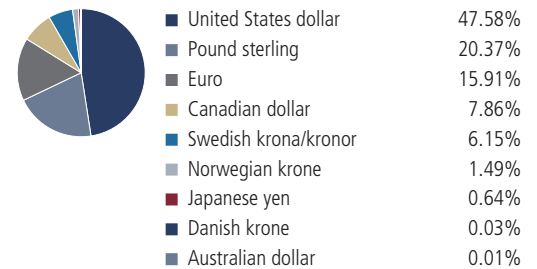 United States dollar 47.58%
Pound sterling 20.37%
Euro 15.91%
Canadian dollar 7.86%
Swedish krona/kronor 6.15%
Norwegian krone 1.49%
Japanese yen 0.64%
Danish krone 0.03%
Australian dollar 0.01%